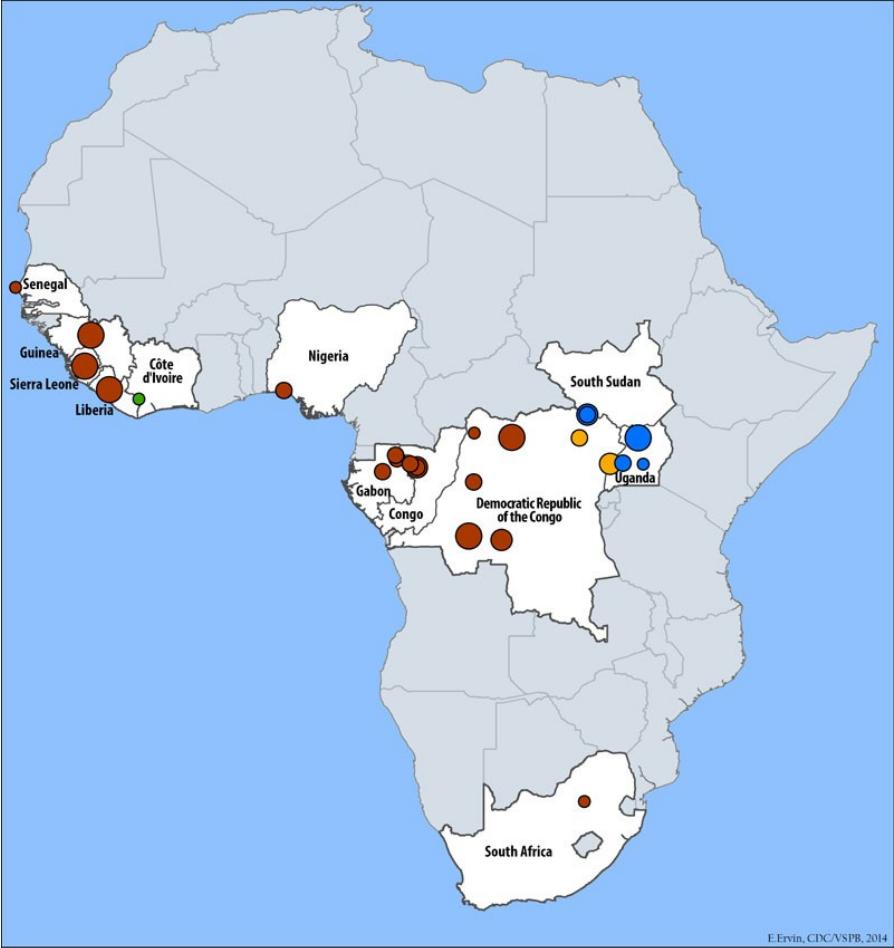 Senegal
Guinea
Sierra Leone
Liberia
Côte
d'Ivoire
Nigeria
South Sudan
Uganda
Gabon
Congo
Democratic Republic
of the Congo
South Africa
E.Ervin, CDC/VSPB, 2014